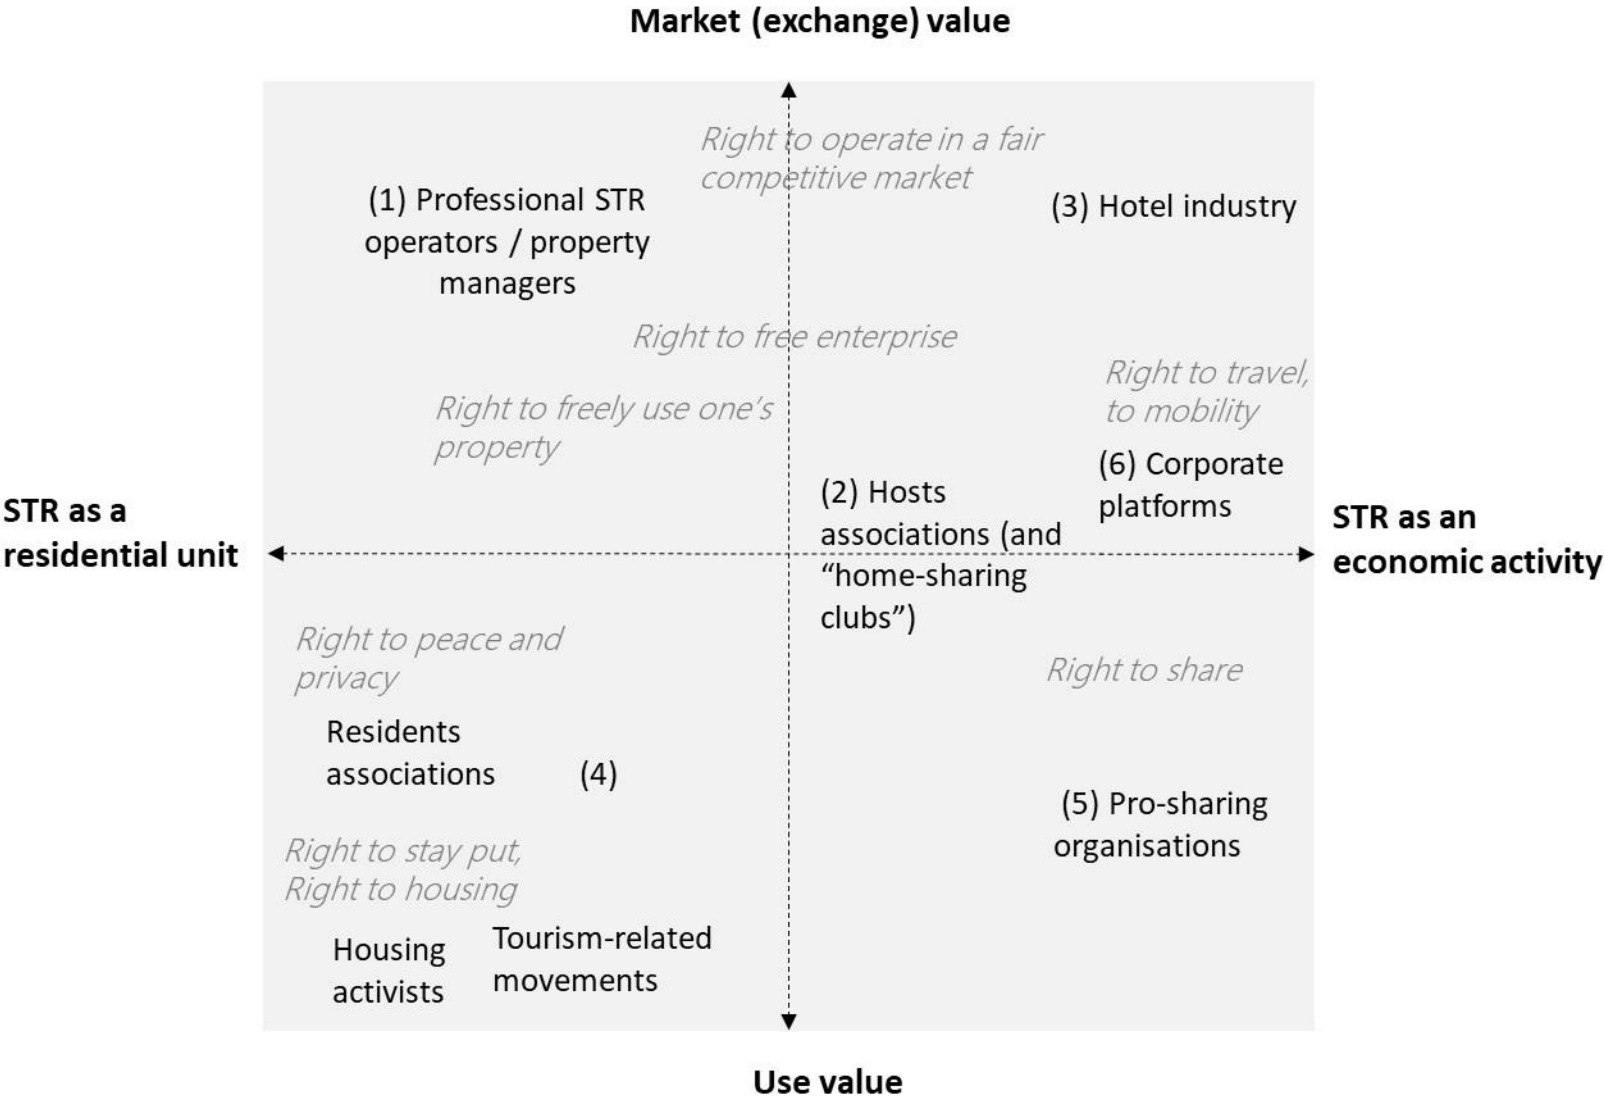 Market (exchange) value
Right to operate in a fair
competitive market
(1) Professional STR
operators / property
managers
(3) Hotel industry
Right to free enterprise
Right to travel,
to mobility
Right to freely use one’s
property
(6) Corporate
platforms
(2) Hosts
associations (and
“home-sharing
clubs”)
STR as a
residential unit
STR as an
economic activity
Right to peace and
privacy
Right to share
Residents
associations (4)
(5) Pro-sharing
organisations
Right to stay put,
Right to housing
Housing
activists
Tourism-related
movements
Use value